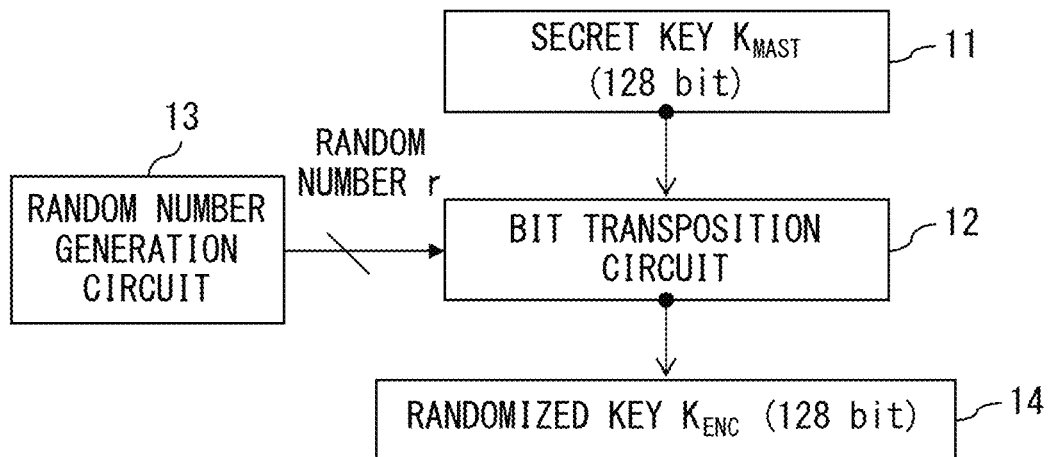 SECRET KEY K_MAST
(128 bit)
11
13
RANDOM
NUMBER r
RANDOM NUMBER
GENERATION
CIRCUIT
BIT TRANSPOSITION
CIRCUIT
12
RANDOMIZED KEY K_ENC (128 bit)
14